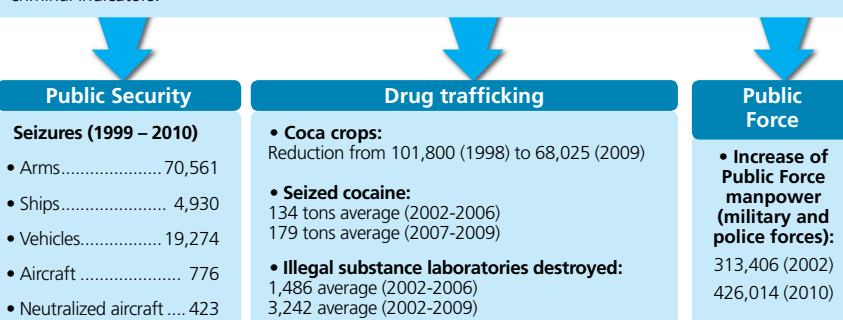 criminal indicators.
Public Security
Seizures (1999 – 2010)
• Arms.....................70,561
• Ships...................... 4,930
• Vehicles.................19,274
• Aircraft ..................... 776
• Neutralized aircraft .... 423
Drug trafficking
• Coca crops:
Reduction from 101,800 (1998) to 68,025 (2009)
• Seized cocaine:
134 tons average (2002-2006)
179 tons average (2007-2009)
• Illegal substance laboratories destroyed:
1,486 average (2002-2006)
3,242 average (2002-2009)
Public
Force
• Increase of
Public Force
manpower
(military and
police forces):
313,406 (2002)
426,014 (2010)